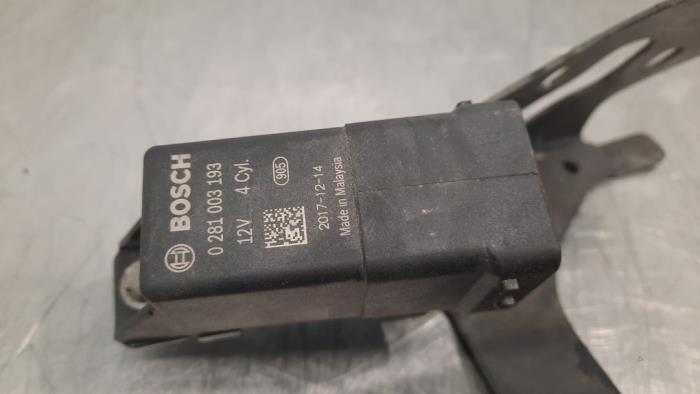 BOSCH
0 281 003 193
12V 4 Cyl.
905
2017-12-14
Made in Malaysia